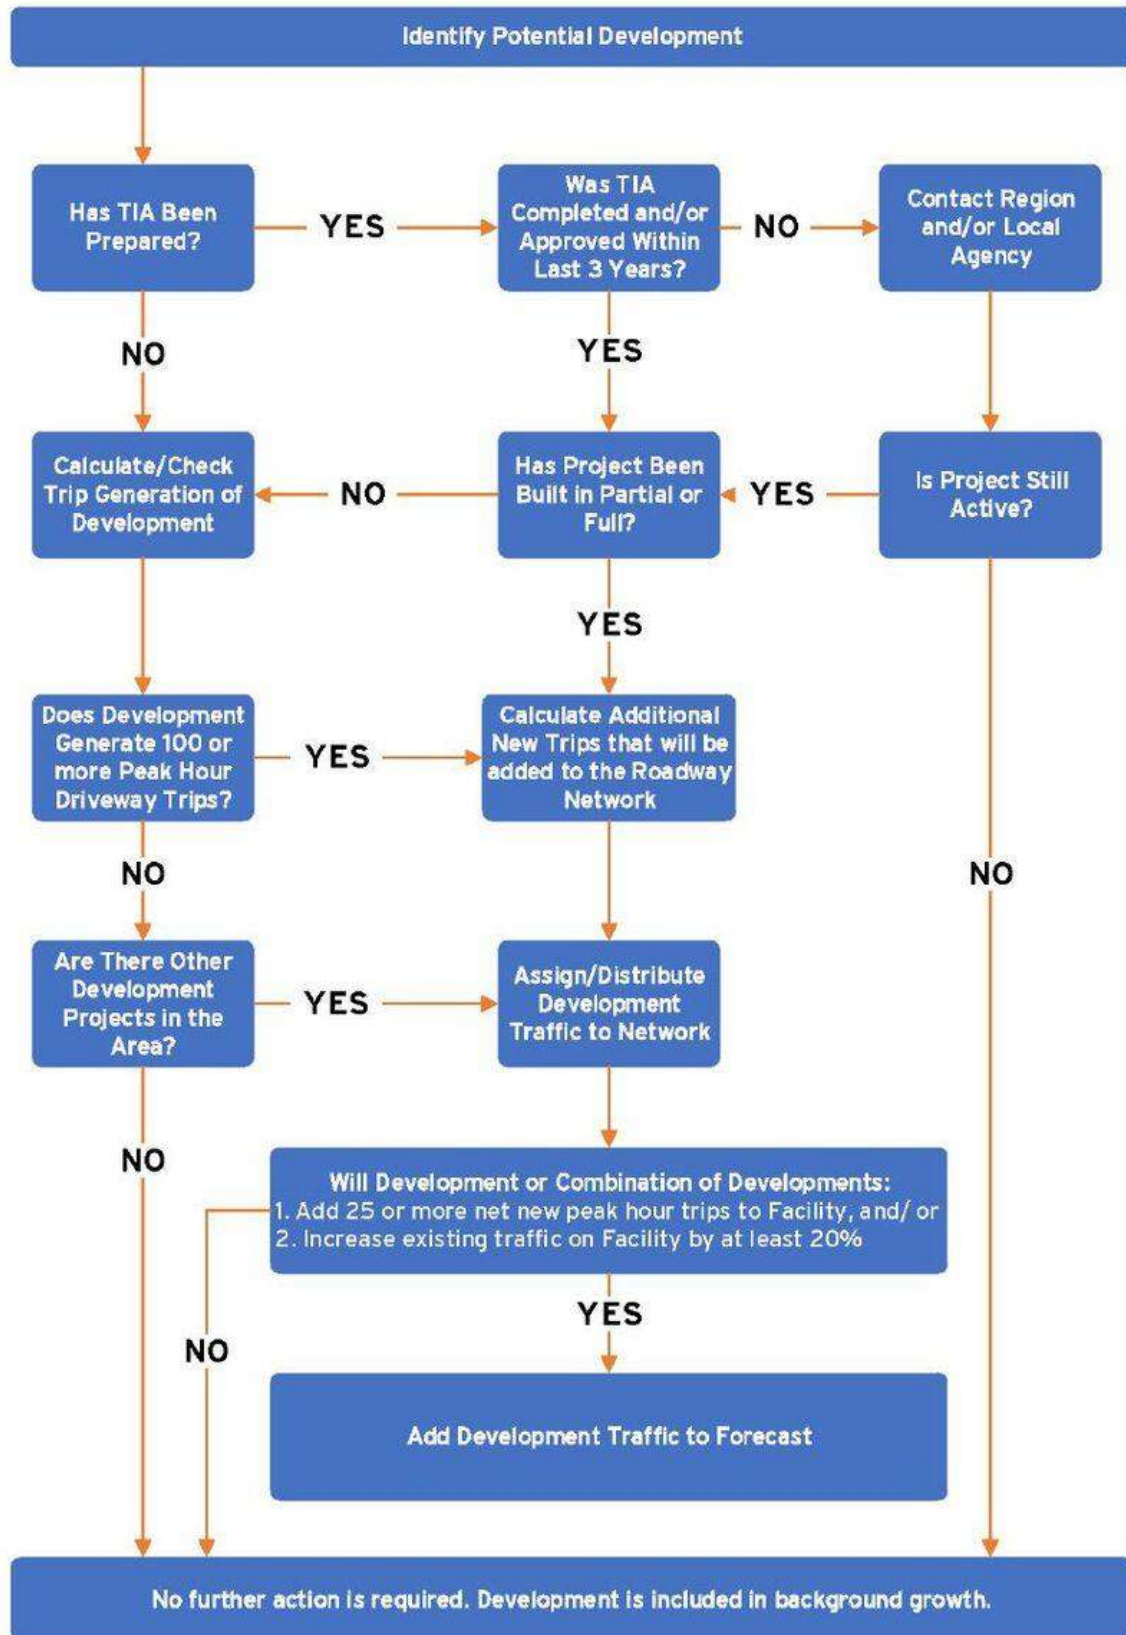 Identify Potential Development
Has TIA Been
Prepared?
YES
Was TIA
Completed and/or
Approved Within
Last 3 Years?
NO
Contact Region
and/or Local
Agency
NO
YES
Calculate/Check
Trip Generation of
Development
NO
Has Project Been
Built in Partial or
Full?
YES
Is Project Still
Active?
YES
Does Development
Generate 100 or
more Peak Hour
Driveway Trips?
YES
Calculate Additional
New Trips that will be
added to the Roadway
Network
NO
NO
Are There Other
Development
Projects in the
Area?
YES
Assign/Distribute
Development
Traffic to Network
NO
Will Development or Combination of Developments:
1. Add 25 or more net new peak hour trips to Facility, and/ or
2. Increase existing traffic on Facility by at least 20%
YES
NO
Add Development Traffic to Forecast
No further action is required. Development is included in background growth.